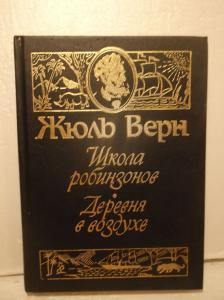 Жюль Верн
Школа
робинзонов
Деревня
в воздухе